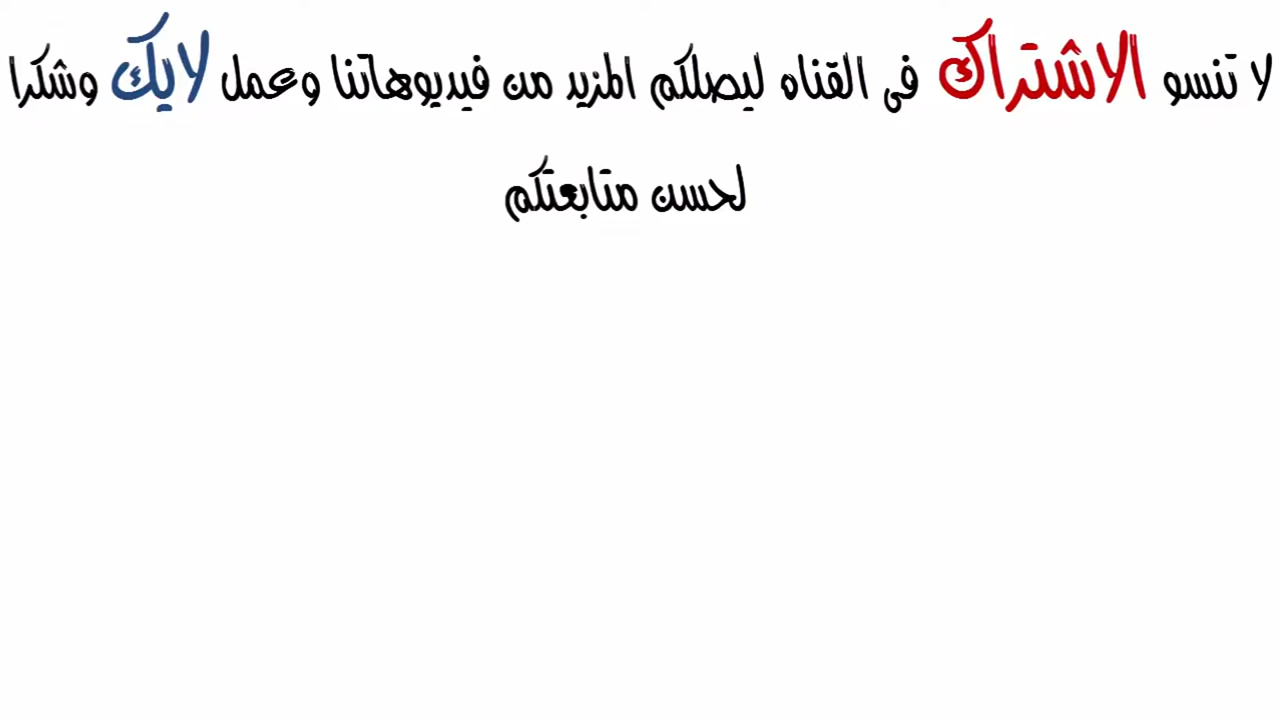 لا تنسو الاشتراك فى القناه ليصلكم المزيد من فيديوهاتنا وعمل لايك وشكرا
لحسن متابعتكم